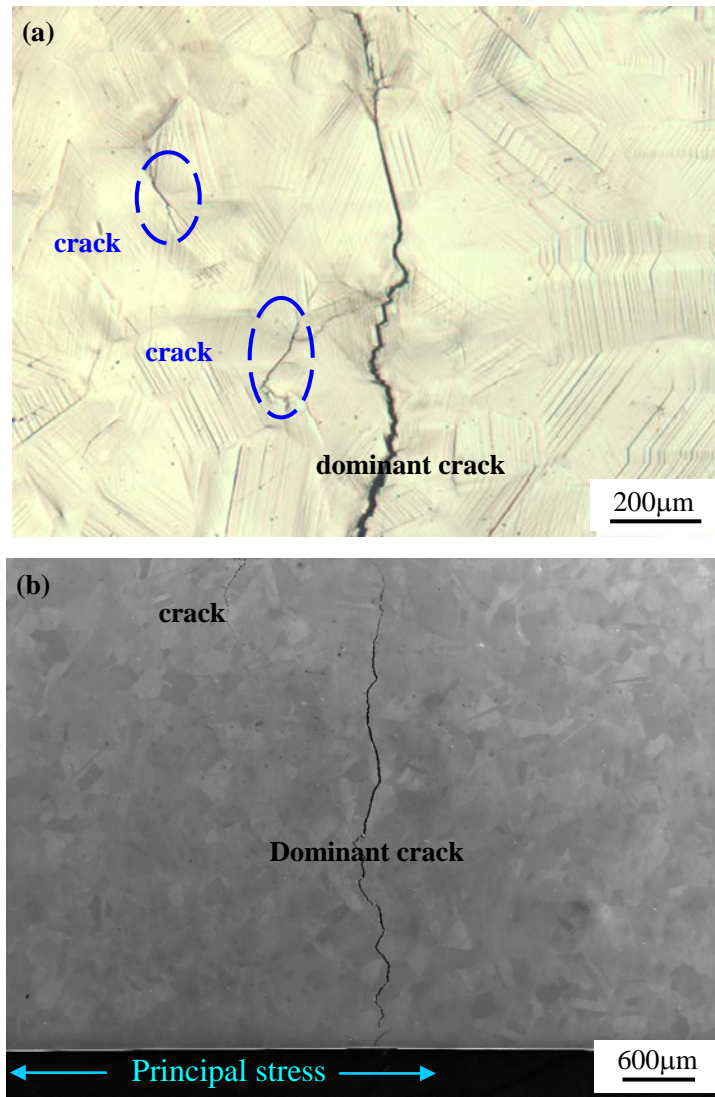 (a)
crack
crack
dominant crack
200μm
(b)
crack
Dominant crack
Principal stress
600μm